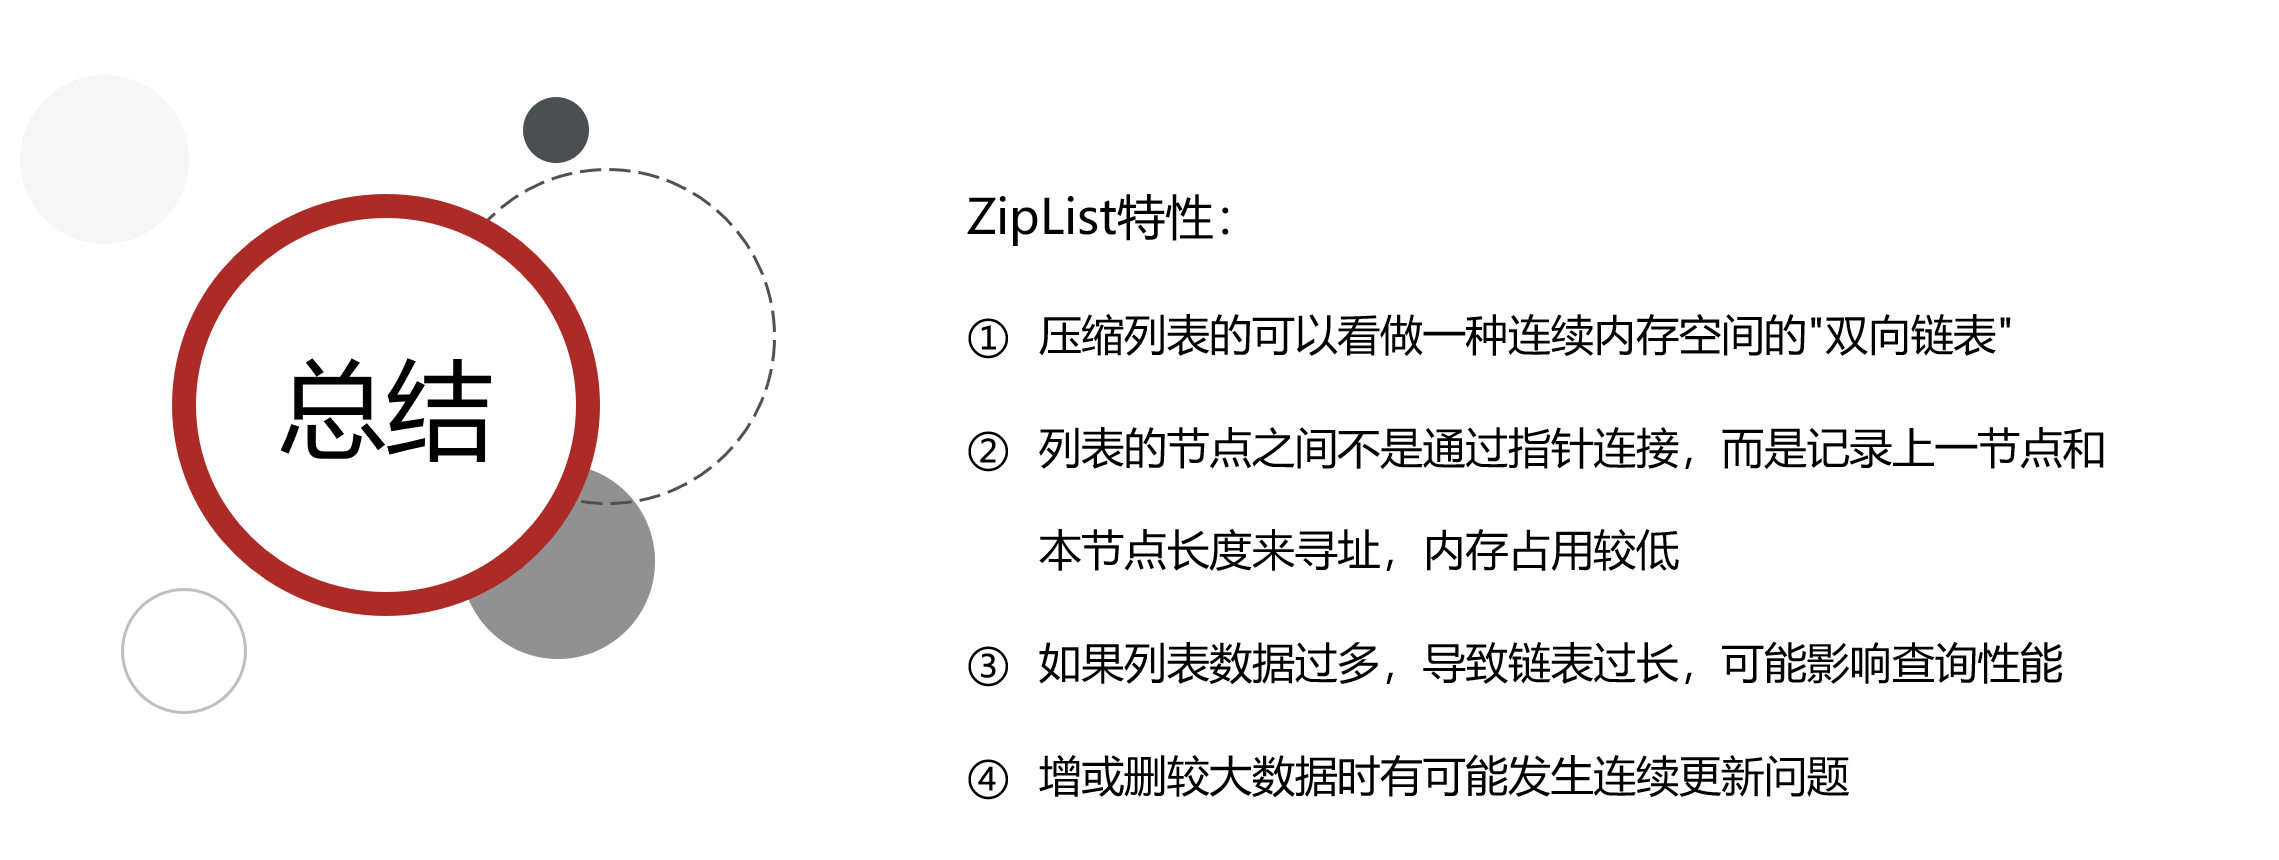 总结
ZipList特性：
① 压缩列表的可以看做一种连续内存空间的"双向链表"
② 列表的节点之间不是通过指针连接，而是记录上一节点和
本节点长度来寻址，内存占用较低
③ 如果列表数据过多，导致链表过长，可能影响查询性能
④ 增或删较大数据时有可能发生连续更新问题